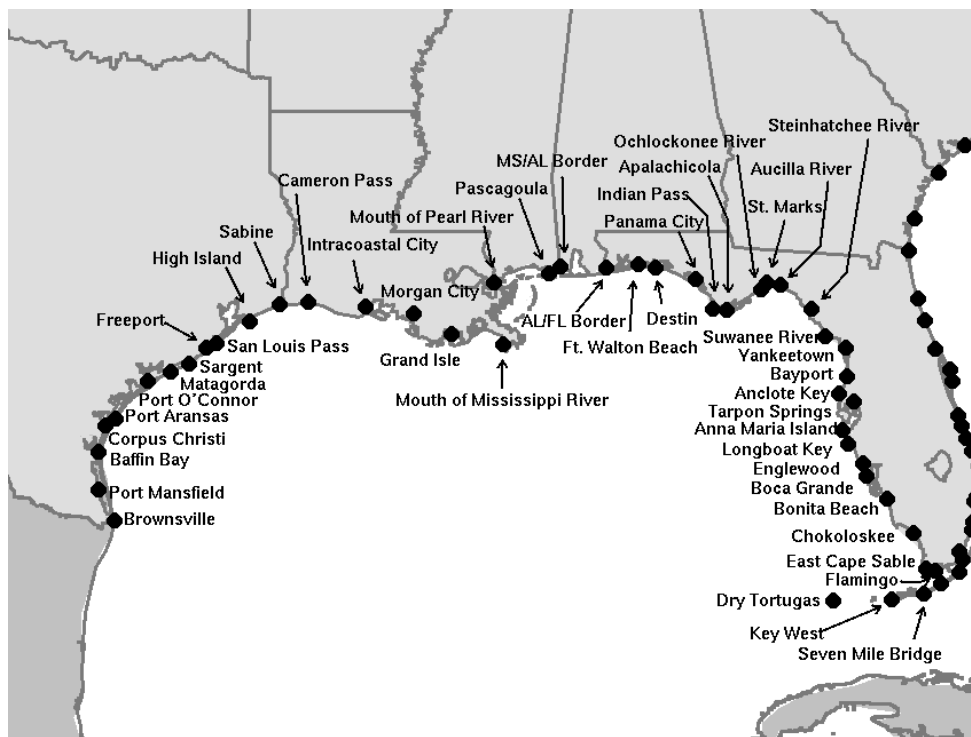 Steinhatchee River
Ochlockonee River
MS/AL Border
Apalachicola
Aucilla River
Cameron Pass
Pascagoula
Indian Pass
St. Marks
Mouth of Pearl River
Panama City
Sabine
Intracoastal City
High Island
Morgan City
Freeport
AL/FL Border
Destin
San Louis Pass
Ft. Walton Beach
Suwanee River
Grand Isle
Yankeetown
Sargent
Bayport
Matagorda
Mouth of Mississippi River
Anclote Key
Port O'Connor
Tarpon Springs
Port Aransas
Anna Maria Island
Corpus Christi
Longboat Key
Baffin Bay
Englewood
Port Mansfield
Boca Grande
Bonita Beach
Brownsville
Chokoloskee
East Cape Sable
Flamingo
Dry Tortugas
Key West
Seven Mile Bridge